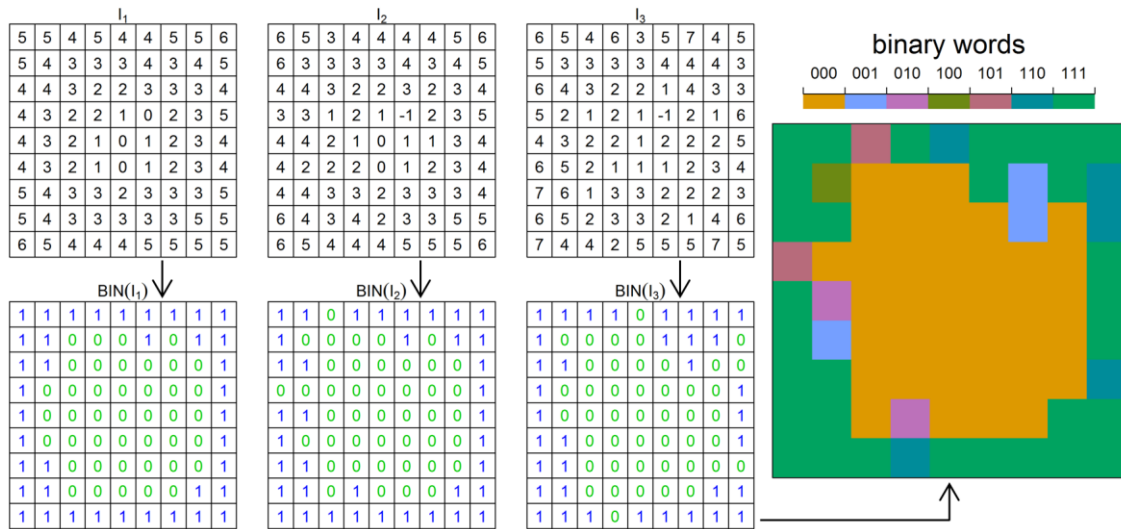 I1
5 5 4 5 4 4 5 5 6
5 4 3 3 3 4 3 4 5
4 4 3 2 2 3 3 3 4
4 3 2 2 1 0 2 3 5
4 3 2 1 0 1 2 3 4
4 3 2 1 0 1 2 3 4
5 4 3 3 2 3 3 3 5
5 4 3 3 3 3 3 5 5
6 5 4 4 4 5 5 5 5
I2
6 5 3 4 4 4 4 5 6
6 3 3 3 3 4 3 4 5
4 4 3 2 2 3 2 3 4
3 3 1 2 1 -1 2 3 5
4 4 2 1 0 1 1 3 4
4 2 2 2 0 1 2 3 4
4 4 3 3 2 2 3 3 4
6 4 3 4 3 2 3 5 5
6 5 4 4 4 5 5 5 6
I3
6 5 4 6 3 5 7 4 5
5 3 3 3 3 4 4 4 3
6 4 3 2 2 1 4 3 3
5 2 1 2 1 -1 2 1 6
4 3 2 1 2 1 2 2 5
6 5 2 1 1 1 2 3 4
7 6 1 3 3 2 2 2 3
6 5 2 3 3 2 1 4 6
7 4 4 2 5 5 5 7 5
binary words
000 001 010 100 101 110 111
BIN(I1)
1 1 1 1 1 1 1 1 1
1 1 0 0 0 1 0 1 1
1 1 0 0 0 0 0 0 1
1 0 0 0 0 0 0 0 1
1 0 0 0 0 0 0 0 1
1 0 0 0 0 0 0 0 1
1 1 0 0 0 0 0 0 1
1 1 0 0 0 0 0 1 1
1 1 1 1 1 1 1 1 1
BIN(I2)
1 1 0 1 1 1 1 1 1
1 0 0 0 0 1 0 1 1
1 1 0 0 0 0 0 0 1
0 0 0 0 0 0 0 0 1
1 1 0 0 0 0 0 0 1
1 0 0 0 0 0 0 0 1
1 1 0 0 0 0 0 0 1
1 1 0 1 0 0 0 1 1
1 1 1 1 1 1 1 1 1
BIN(I3)
1 1 1 1 0 1 1 1 1
1 0 0 0 0 1 1 1 0
1 1 0 0 0 0 1 0 0
1 0 0 0 0 0 0 0 1
1 0 0 0 0 0 0 0 1
1 1 0 0 0 0 0 0 1
1 1 0 0 0 0 0 0 0
1 1 0 0 0 0 0 1 1
1 1 1 0 1 1 1 1 1